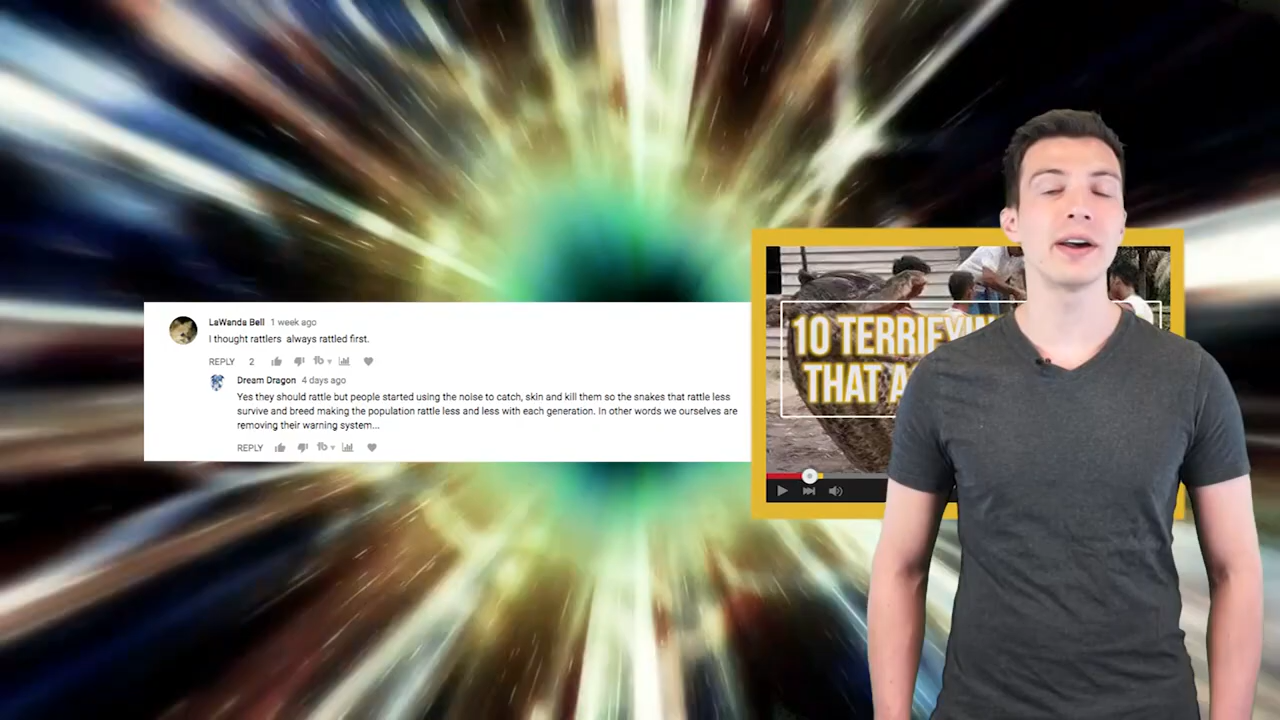 LaWanda Bell 1 week ago
I thought rattlers always rattled first.
REPLY 2
Dream Dragon 4 days ago
Yes they should rattle but people started using the noise to catch, skin and kill them so the snakes that rattle less
survive and breed making the population rattle less and less with each generation. In other words we ourselves are
removing their warning system...
REPLY
10
THAT